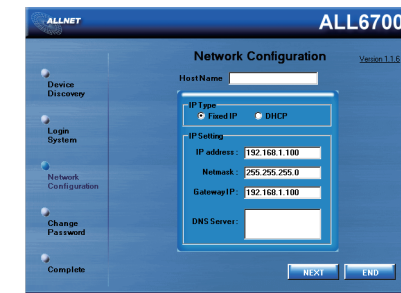 ALLNET
ALL6700
Network Configuration
Version 1.1.6
HostName
Device
Discovery
IP Type
Fixed IP
DHCP
Login
System
IP Setting
IP address : 192.168.1.100
Netmask : 255.255.255.0
Network
Configuration
Gateway IP: 192.168.1.100
DNS Server :
Change
Password
Complete
NEXT
END